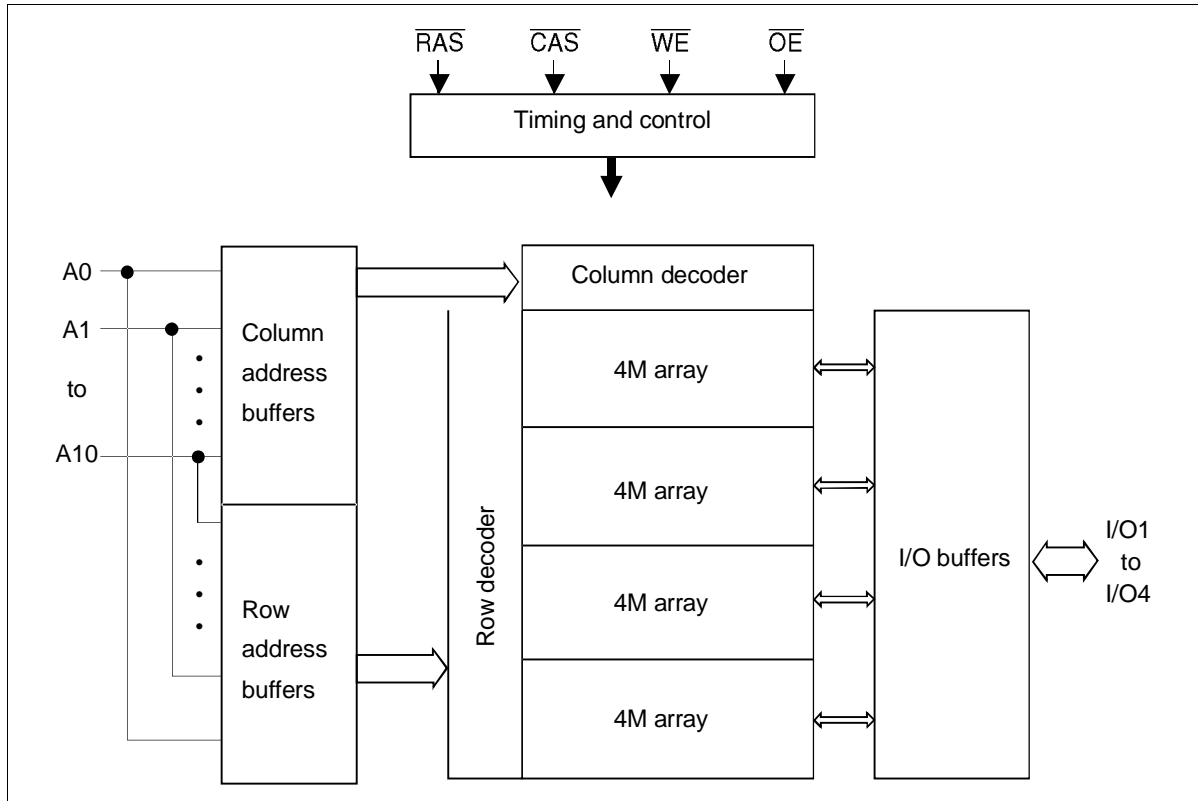 RAS CAS WE OE
Timing and control
A0
A1
to
A10
Column
address
buffers
Row
address
buffers
Column decoder
Row decoder
4M array
4M array
4M array
4M array
I/O buffers
I/O1
to
I/O4